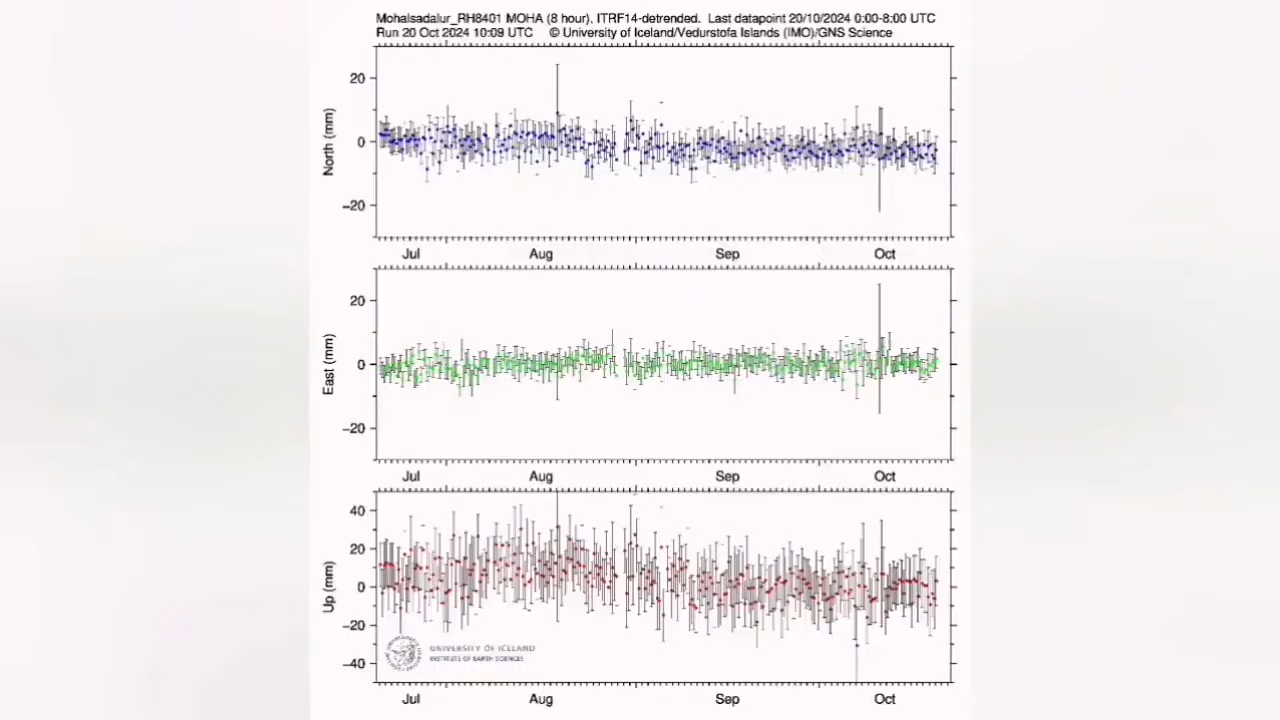 Mohalsadalur_RH8401 MOHA (8 hour), ITRF14-detrended. Last datapoint 20/10/2024 0:00-8:00 UTC
Run 20 Oct 2024 10:09 UTC © University of Iceland/Vedurstofa Islands (IMO)/GNS Science
North (mm)
20
0
−20
Jul Aug Sep Oct
East (mm)
20
0
−20
Jul Aug Sep Oct
Up (mm)
40
20
0
−20
−40
UNIVERSITY OF ICELAND
INSTITUTE OF EARTH SCIENCES
Jul Aug Sep Oct